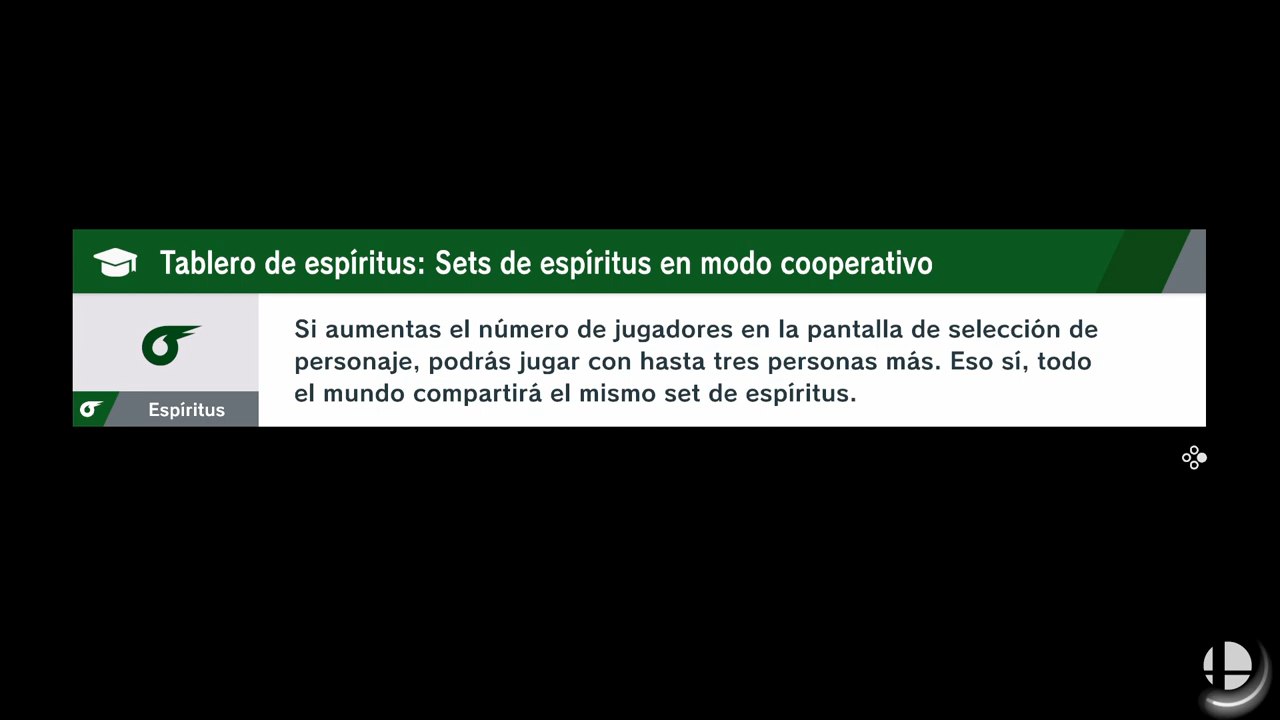 Tablero de espíritus: Sets de espíritus en modo cooperativo
Si aumentas el número de jugadores en la pantalla de selección de
personaje, podrás jugar con hasta tres personas más. Eso sí, todo
el mundo compartirá el mismo set de espíritus.
Espíritus